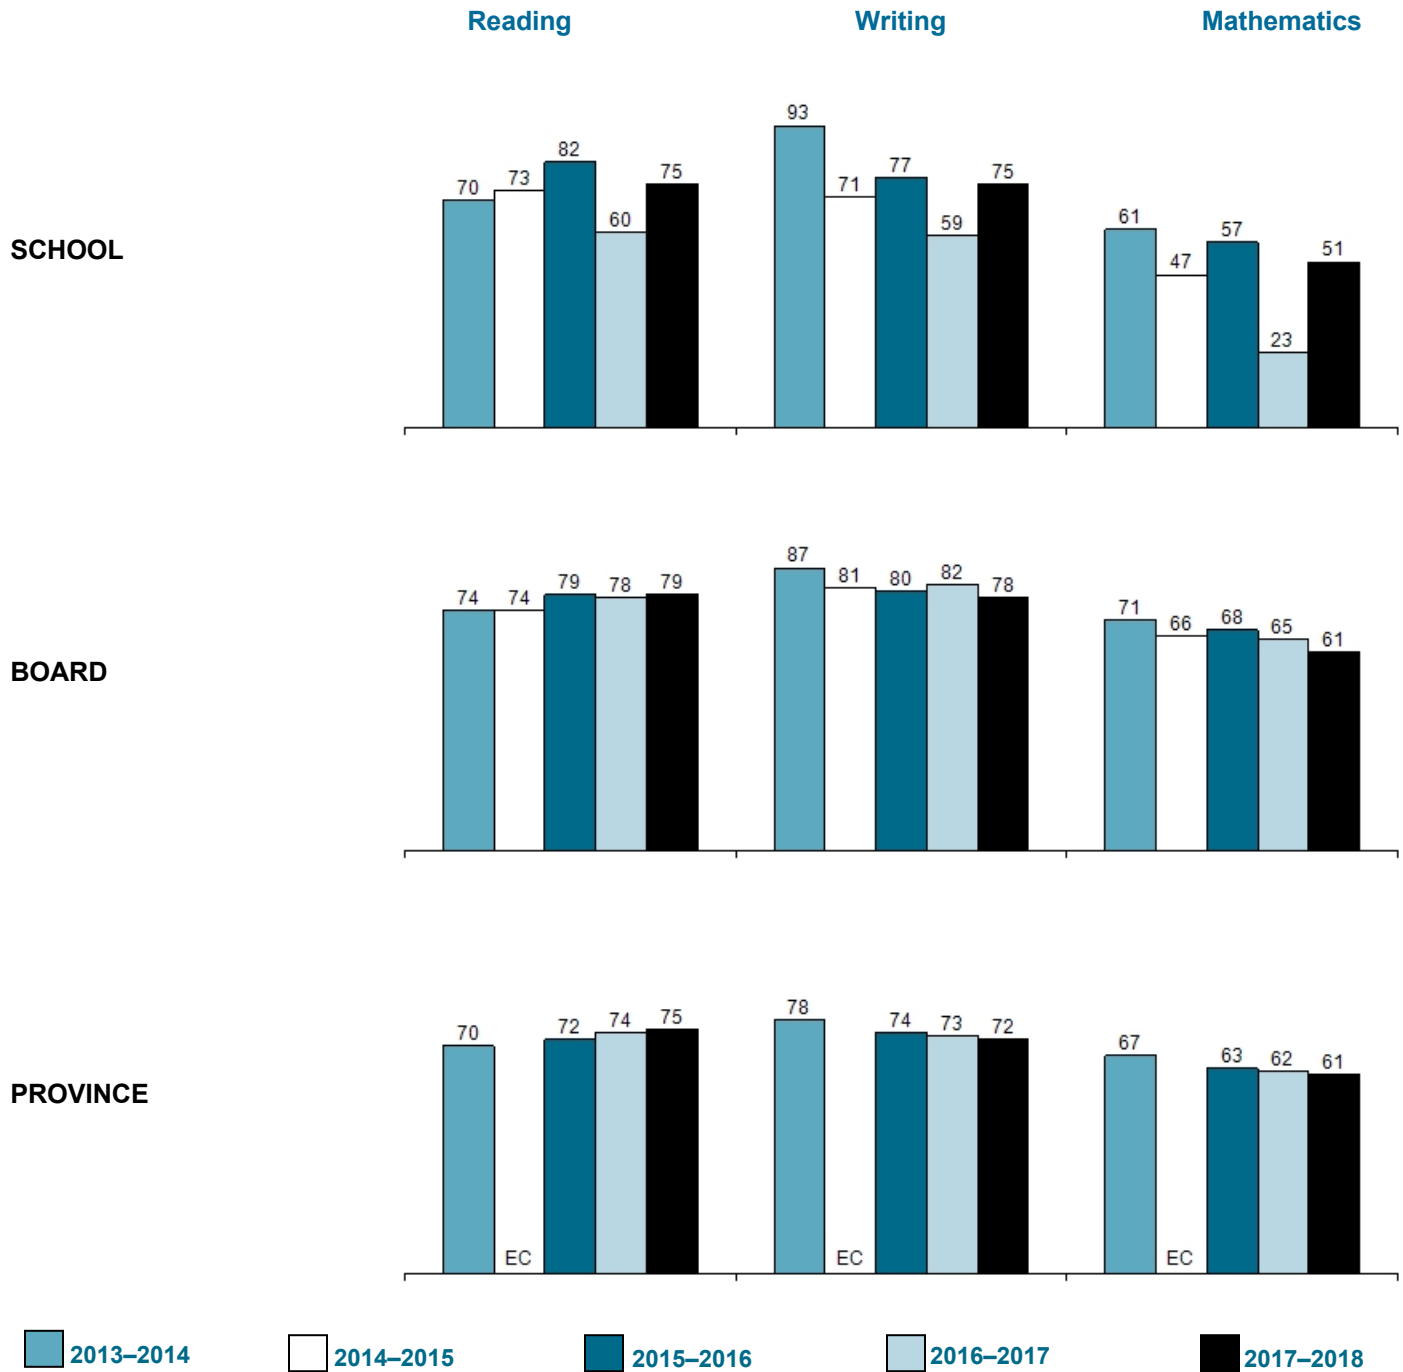 Reading Writing Mathematics
SCHOOL
70 73 82 60 75 93 71 77 59 75 61 47 57 23 51
BOARD
74 74 79 78 79 87 81 80 82 78 71 66 68 65 61
PROVINCE
70 EC 72 74 75 78 EC 74 73 72 67 EC 63 62 61
2013–2014 2014–2015 2015–2016 2016–2017 2017–2018